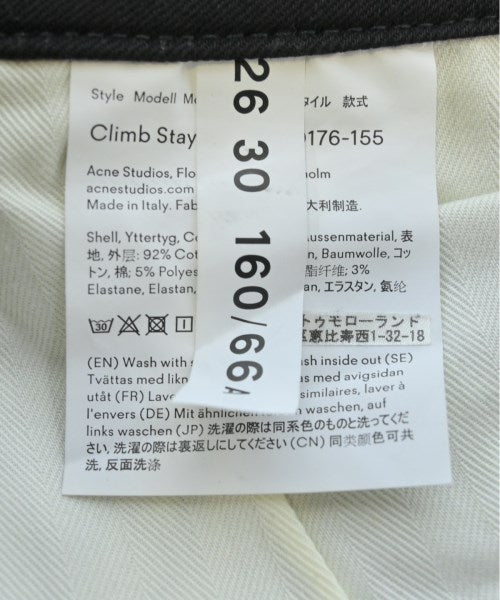 26 30 160/66A
Style Modell Mo タイル 款式
Climb Stay 0176-155
Acne Studios, Flo holm
acnestudios.com
Made in Italy. Fab 大利制造.
Shell, Yttertyg, Co Aussenmaterial, 表
地, 外层: 92% Cot on, Baumwolle, コッ
トン, 棉; 5% Polyes 酯纤维; 3%
Elastane, Elastan, an, エラスタン, 氨纶
30
トゥモローランド
区恵比寿西1-32-18
(EN) Wash with s wash inside out (SE)
Tvättas med likn med avigsidan
utåt (FR) Lave similaires, laver à
l'envers (DE) Mit ähnlichen waschen, auf
links waschen (JP) 洗濯の際は同系色のものと洗ってくだ
さい, 洗濯の際は裏返しにしてください (CN) 同类颜色可共
洗, 反面洗涤